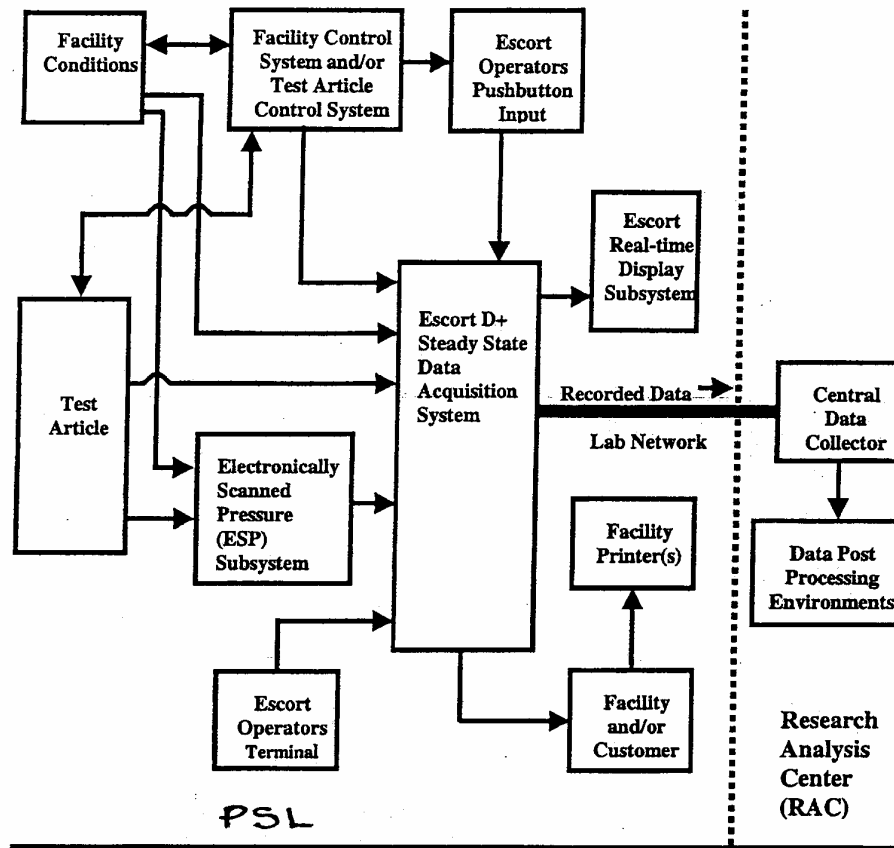 Facility
Conditions
Facility Control
System and/or
Test Article
Control System
Escort
Operators
Pushbutton
Input
Escort
Real-time
Display
Subsystem
Test
Article
Escort D+
Steady State
Data
Acquisition
System
Recorded Data
Lab Network
Central
Data
Collector
Electronically
Scanned
Pressure
(ESP)
Subsystem
Facility
Printer(s)
Data Post
Processing
Environments
Escort
Operators
Terminal
Facility
and/or
Customer
Research
Analysis
Center
(RAC)
PSL